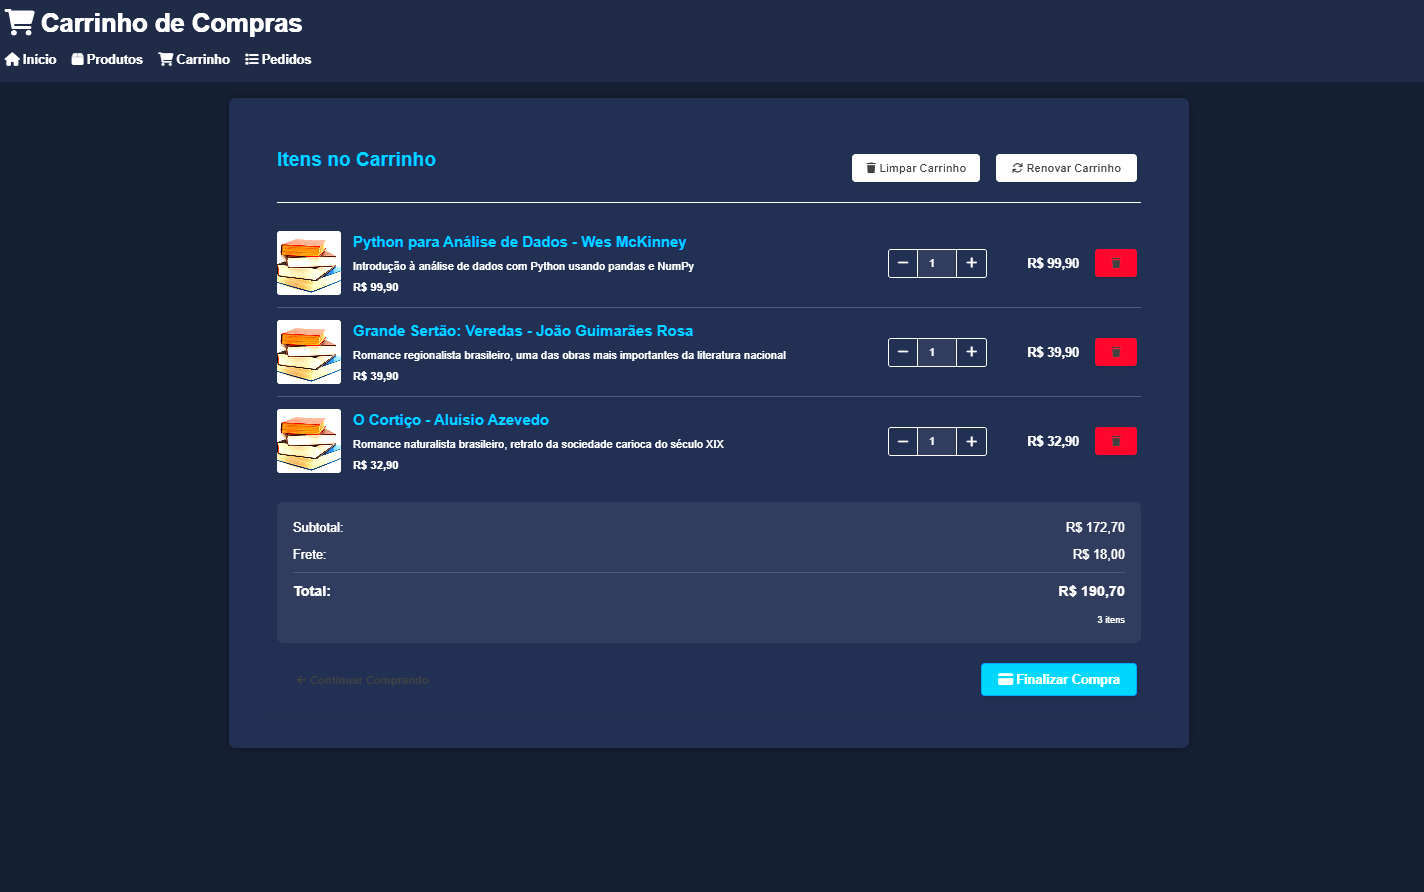 Carrinho de Compras
Início Produtos Carrinho Pedidos
Itens no Carrinho
Limpar Carrinho Renovar Carrinho
Python para Análise de Dados - Wes McKinney
Introdução à análise de dados com Python usando pandas e NumPy
R$ 99,90
1
R$ 99,90
Grande Sertão: Veredas - João Guimarães Rosa
Romance regionalista brasileiro, uma das obras mais importantes da literatura nacional
R$ 39,90
1
R$ 39,90
O Cortiço - Aluísio Azevedo
Romance naturalista brasileiro, retrato da sociedade carioca do século XIX
R$ 32,90
1
R$ 32,90
Subtotal: R$ 172,70
Frete: R$ 18,00
Total: R$ 190,70
3 itens
Continuar Comprando Finalizar Compra